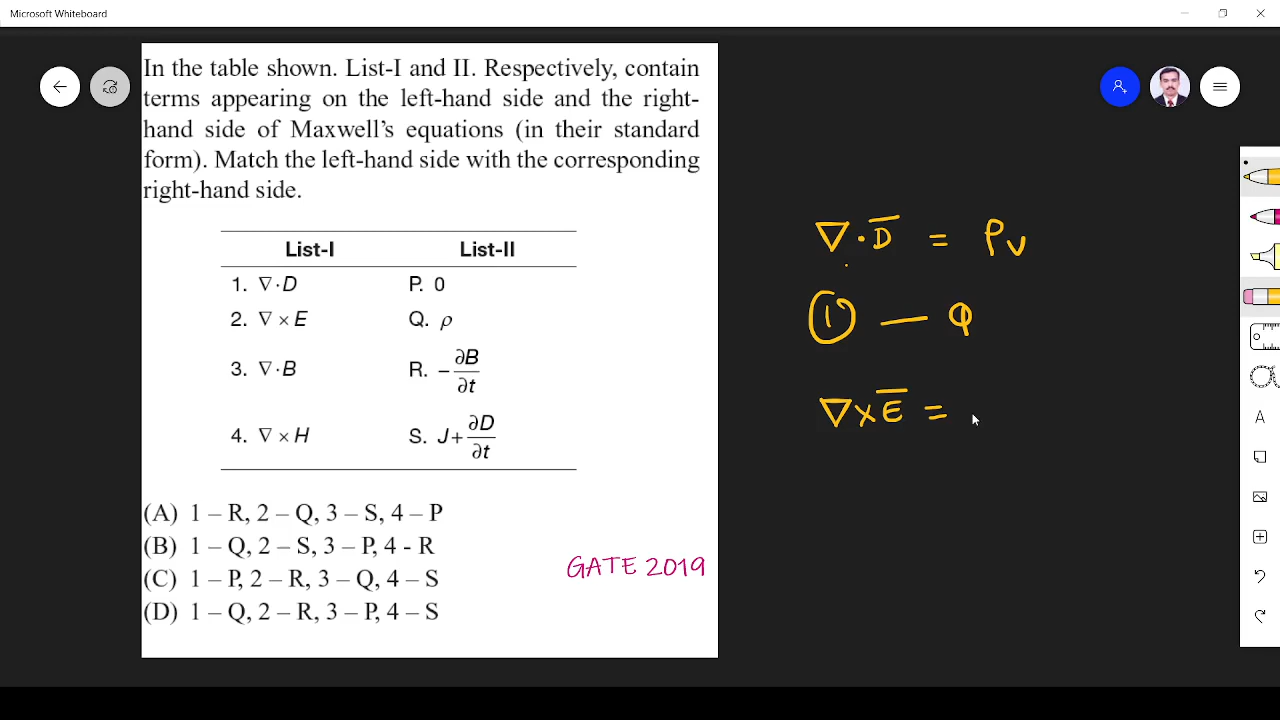 Microsoft Whiteboard
In the table shown. List-I and II. Respectively, contain
terms appearing on the left-hand side and the right-
hand side of Maxwell's equations (in their standard
form). Match the left-hand side with the corresponding
right-hand side.
List-I List-II
1. ∇·D P. 0
2. ∇ × E Q. ρ
3. ∇·B R. −∂B/∂t
4. ∇ × H S. J+∂D/∂t
(A) 1 – R, 2 – Q, 3 – S, 4 – P
(B) 1 – Q, 2 – S, 3 – P, 4 - R
(C) 1 – P, 2 – R, 3 – Q, 4 – S
(D) 1 – Q, 2 – R, 3 – P, 4 – S
GATE 2019
∇·D̅ = ρv
① — Q
∇×E̅ =
A